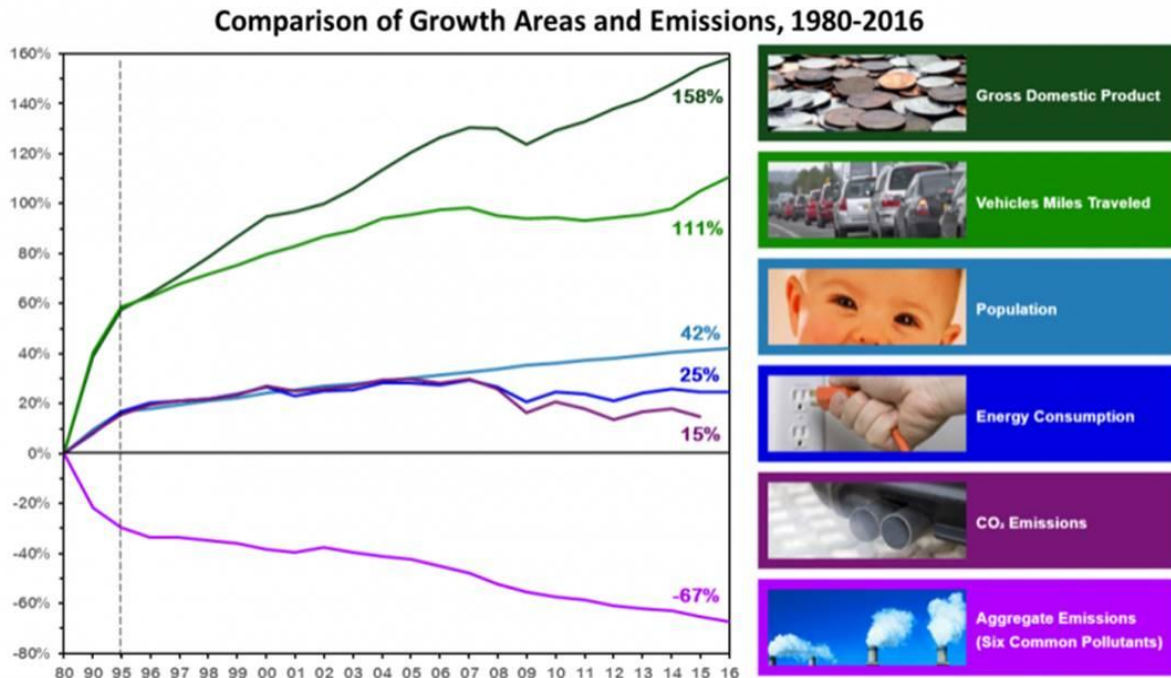 Comparison of Growth Areas and Emissions, 1980-2016
160%
140%
120%
100%
80%
60%
40%
20%
0%
-20%
-40%
-60%
-80%
158%
111%
42%
25%
15%
-67%
80 90 95 96 97 98 99 00 01 02 03 04 05 06 07 08 09 10 11 12 13 14 15 16
Gross Domestic Product
Vehicles Miles Traveled
Population
Energy Consumption
CO₂ Emissions
Aggregate Emissions
(Six Common Pollutants)